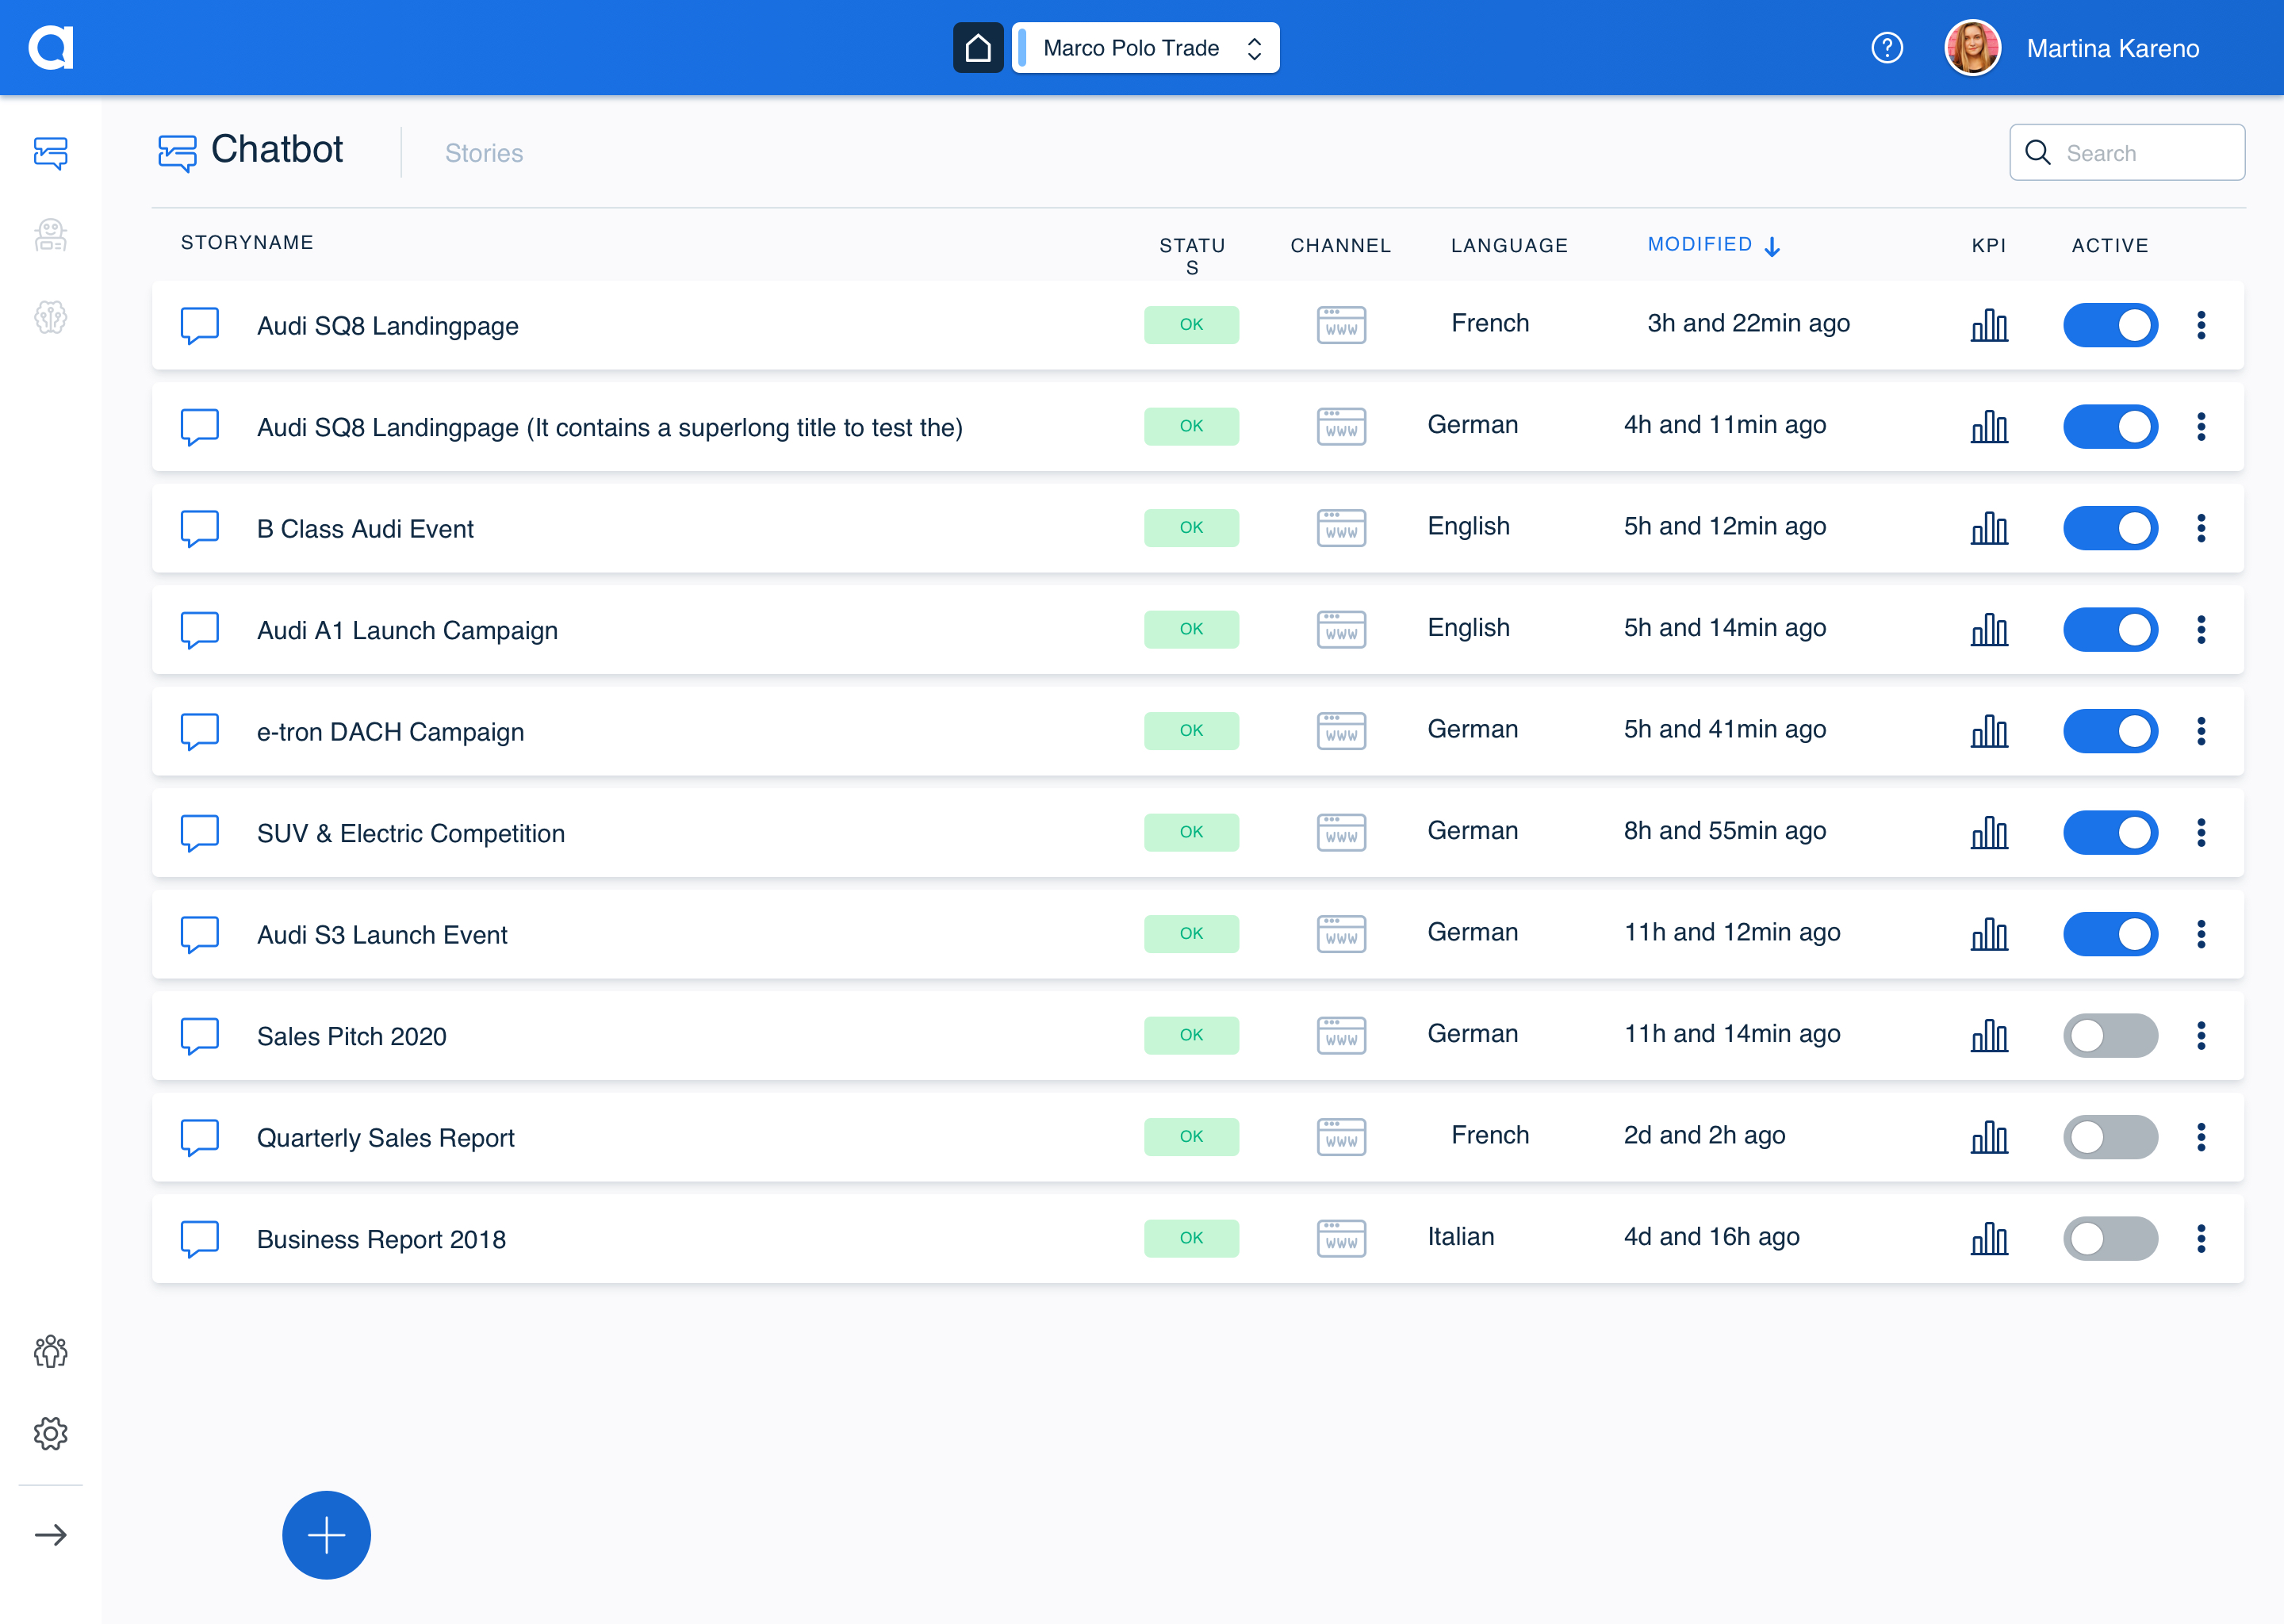 Marco Polo Trade
? Martina Kareno
Chatbot Stories Search
STORYNAME STATU CHANNEL LANGUAGE MODIFIED KPI ACTIVE
S
Audi SQ8 Landingpage OK WWW French 3h and 22min ago
Audi SQ8 Landingpage (It contains a superlong title to test the) OK WWW German 4h and 11min ago
B Class Audi Event OK WWW English 5h and 12min ago
Audi A1 Launch Campaign OK WWW English 5h and 14min ago
e-tron DACH Campaign OK WWW German 5h and 41min ago
SUV & Electric Competition OK WWW German 8h and 55min ago
Audi S3 Launch Event OK WWW German 11h and 12min ago
Sales Pitch 2020 OK WWW German 11h and 14min ago
Quarterly Sales Report OK WWW French 2d and 2h ago
Business Report 2018 OK WWW Italian 4d and 16h ago